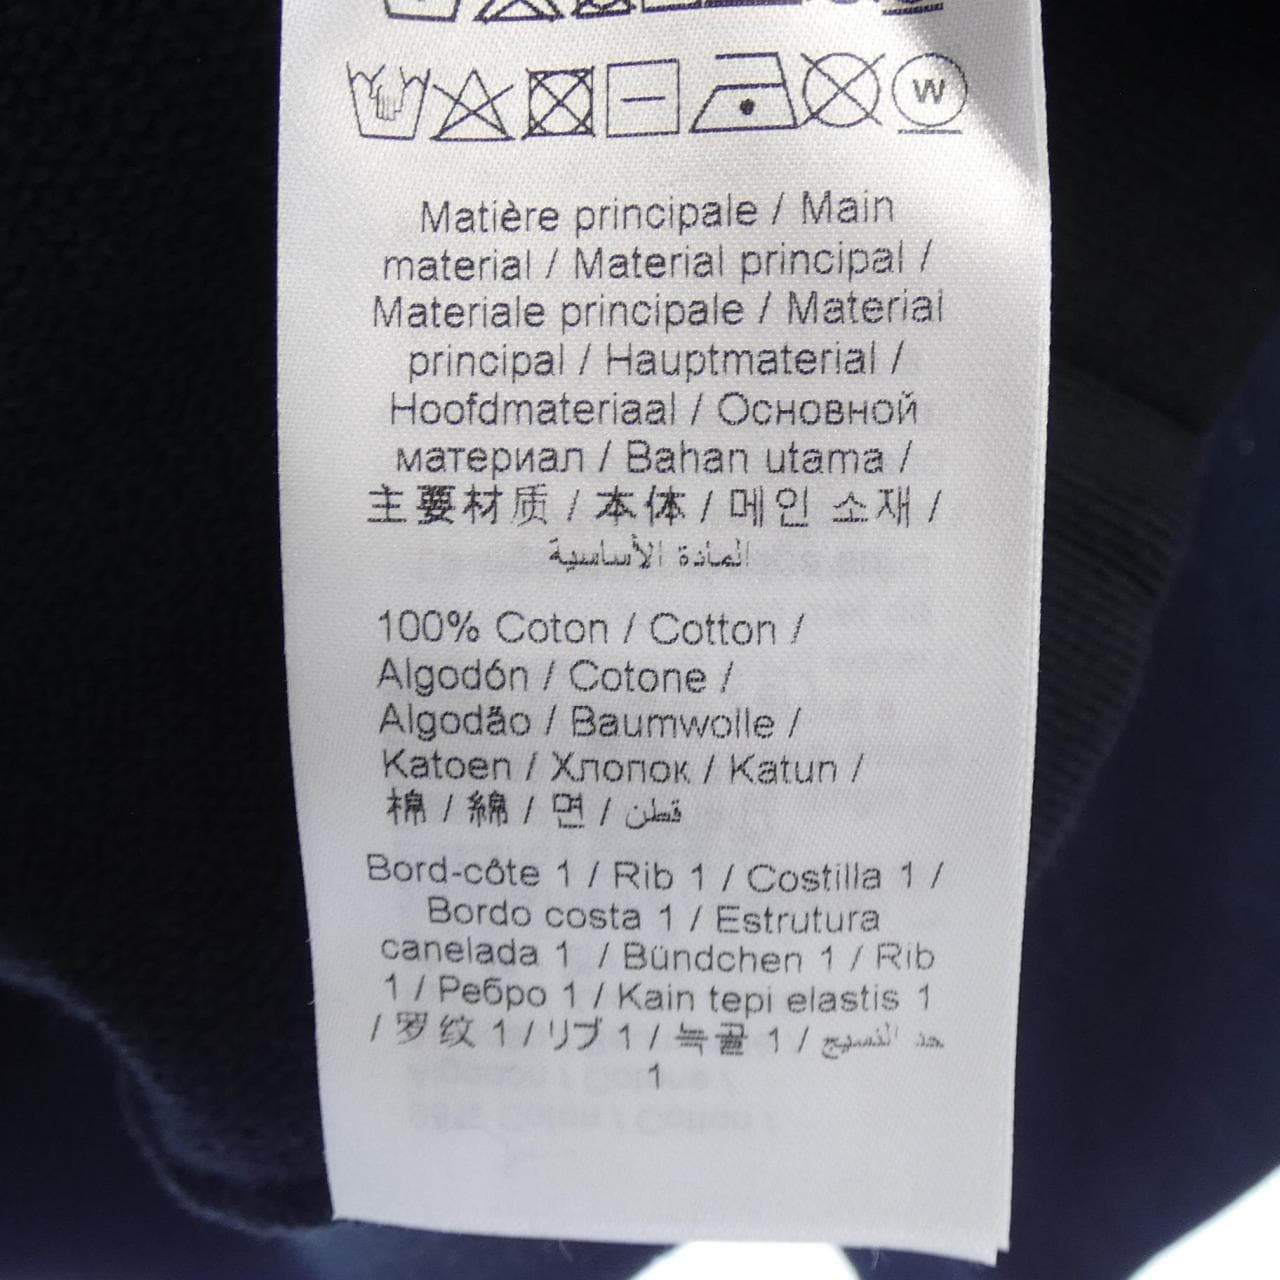 W
Matière principale / Main
material / Material principal /
Materiale principale / Material
principal / Hauptmaterial /
Hoofdmateriaal / Основной
материал / Bahan utama /
主要材质 / 本体 / 메인 소재 /
المادة الأساسية
100% Coton / Cotton /
Algodón / Cotone /
Algodão / Baumwolle /
Katoen / Хлопок / Katun /
棉 / 綿 / 면 / قطن
Bord-côte 1 / Rib 1 / Costilla 1 /
Bordo costa 1 / Estrutura
canelada 1 / Bündchen 1 / Rib
1 / Ребро 1 / Kain tepi elastis 1
/ 罗纹 1 / リブ 1 / 늑골 1 / حد النسيج
1